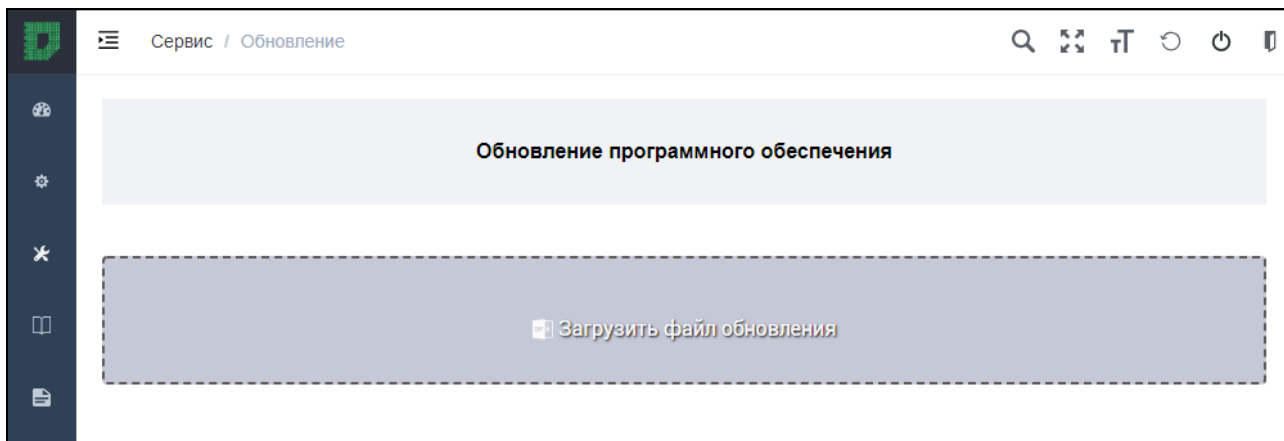 Сервис / Обновление
Обновление программного обеспечения
Загрузить файл обновления